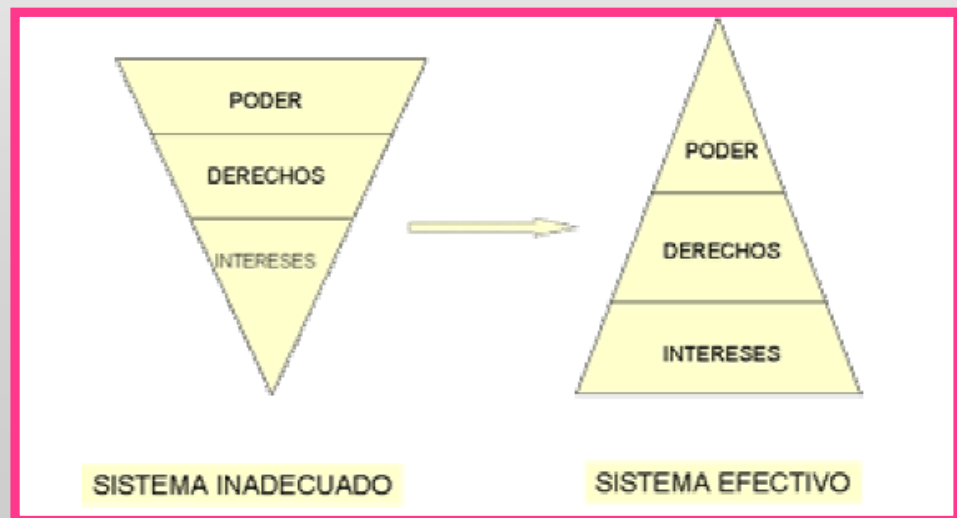 PODER
DERECHOS
INTERESES
SISTEMA INADECUADO
PODER
DERECHOS
INTERESES
SISTEMA EFECTIVO